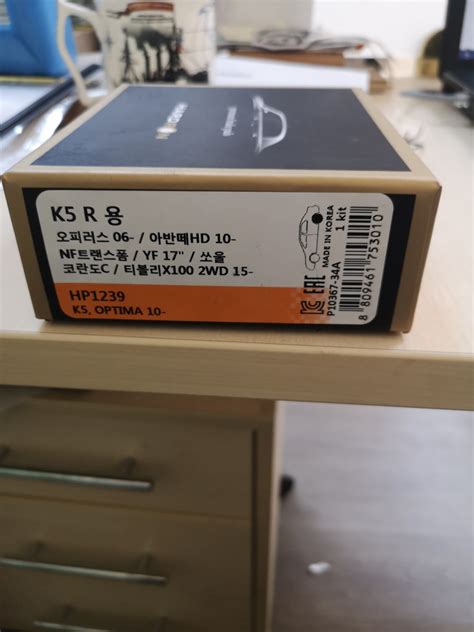 K5 R 용
오피러스 06- / 아반떼HD 10-
NF트랜스폼 / YF 17" / 쏘울
코란도C / 티볼리X100 2WD 15-
HP1239
K5, OPTIMA 10-
MADE IN KOREA
1 kit
P10367-34A
8 809461 753010
EAC